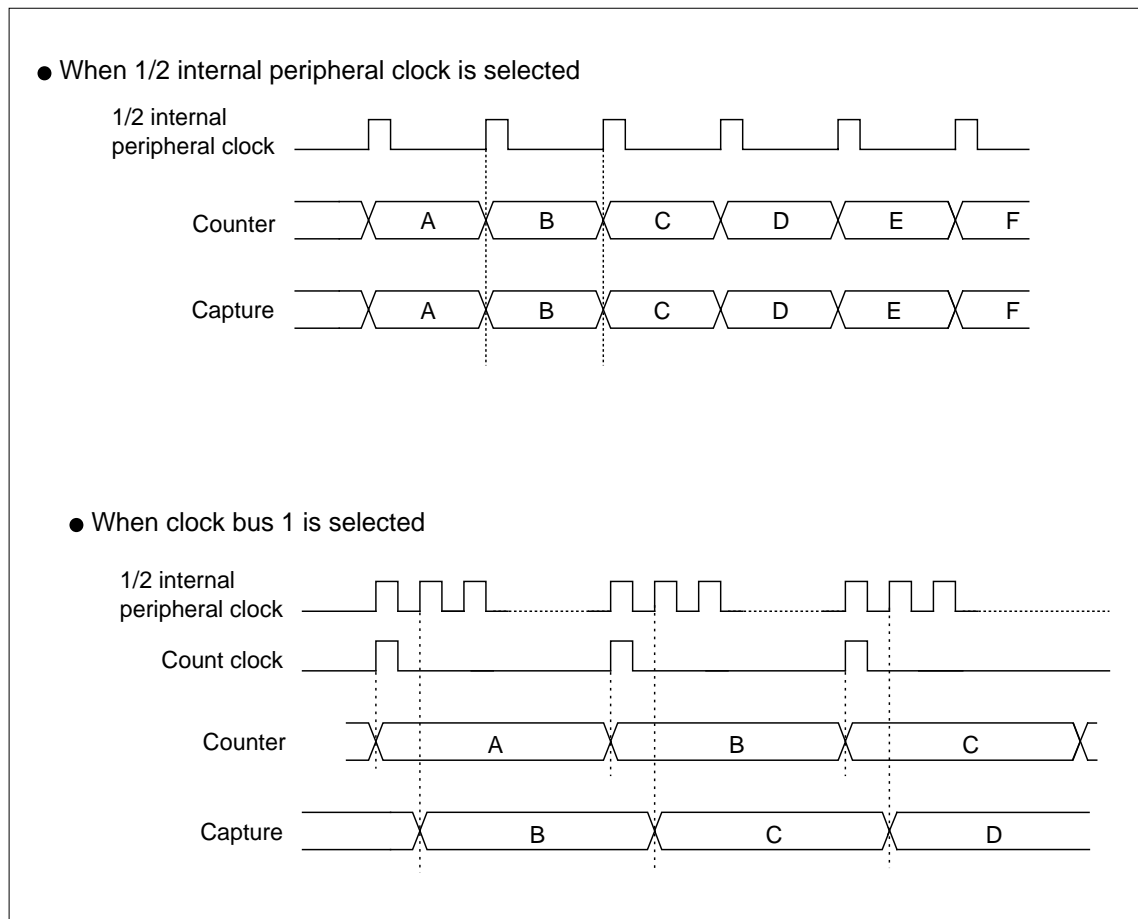 ● When 1/2 internal peripheral clock is selected
1/2 internal
peripheral clock
Counter A B C D E F
Capture A B C D E F
● When clock bus 1 is selected
1/2 internal
peripheral clock
Count clock
Counter A B C
Capture B C D